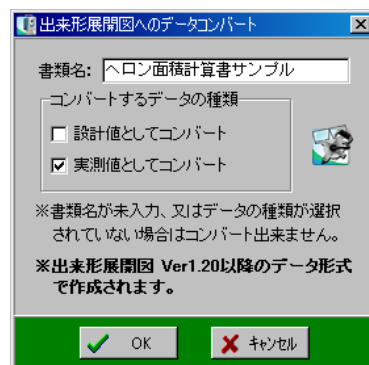 出来形展開図へのデータコンバート
書類名: ヘロン面積計算書サンプル
コンバートするデータの種類
設計値としてコンバート
実測値としてコンバート
※書類名が未入力、又はデータの種類が選択
されていない場合はコンバート出来ません。
※出来形展開図 Ver1.20以降のデータ形式
で作成されます。
OK キャンセル